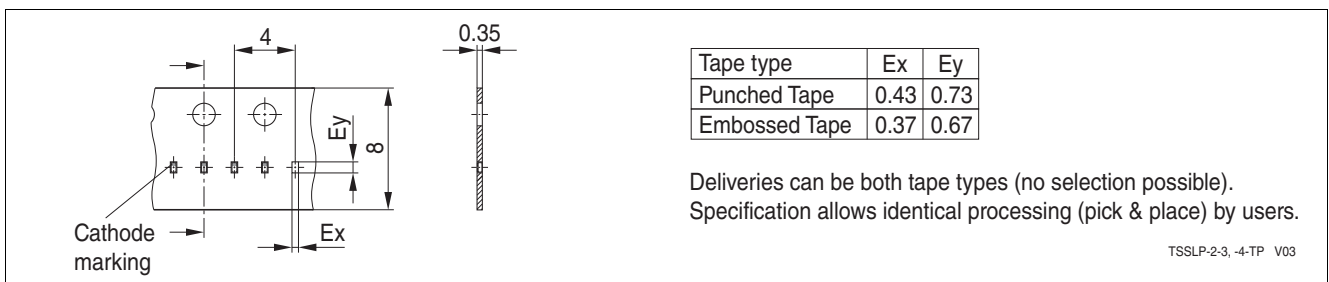 4
0.35
Ey
8
Ex
Cathode
marking
Tape type Ex Ey
Punched Tape 0.43 0.73
Embossed Tape 0.37 0.67
Deliveries can be both tape types (no selection possible).
Specification allows identical processing (pick & place) by users.
TSSLP-2-3, -4-TP V03